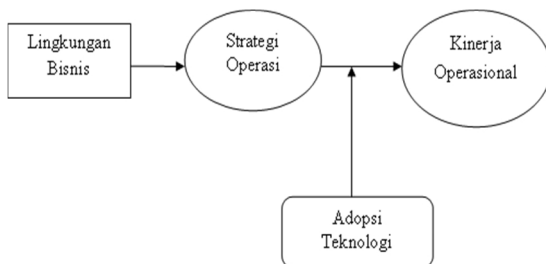 Lingkungan
Bisnis
Strategi
Operasi
Kinerja
Operasional
Adopsi
Teknologi